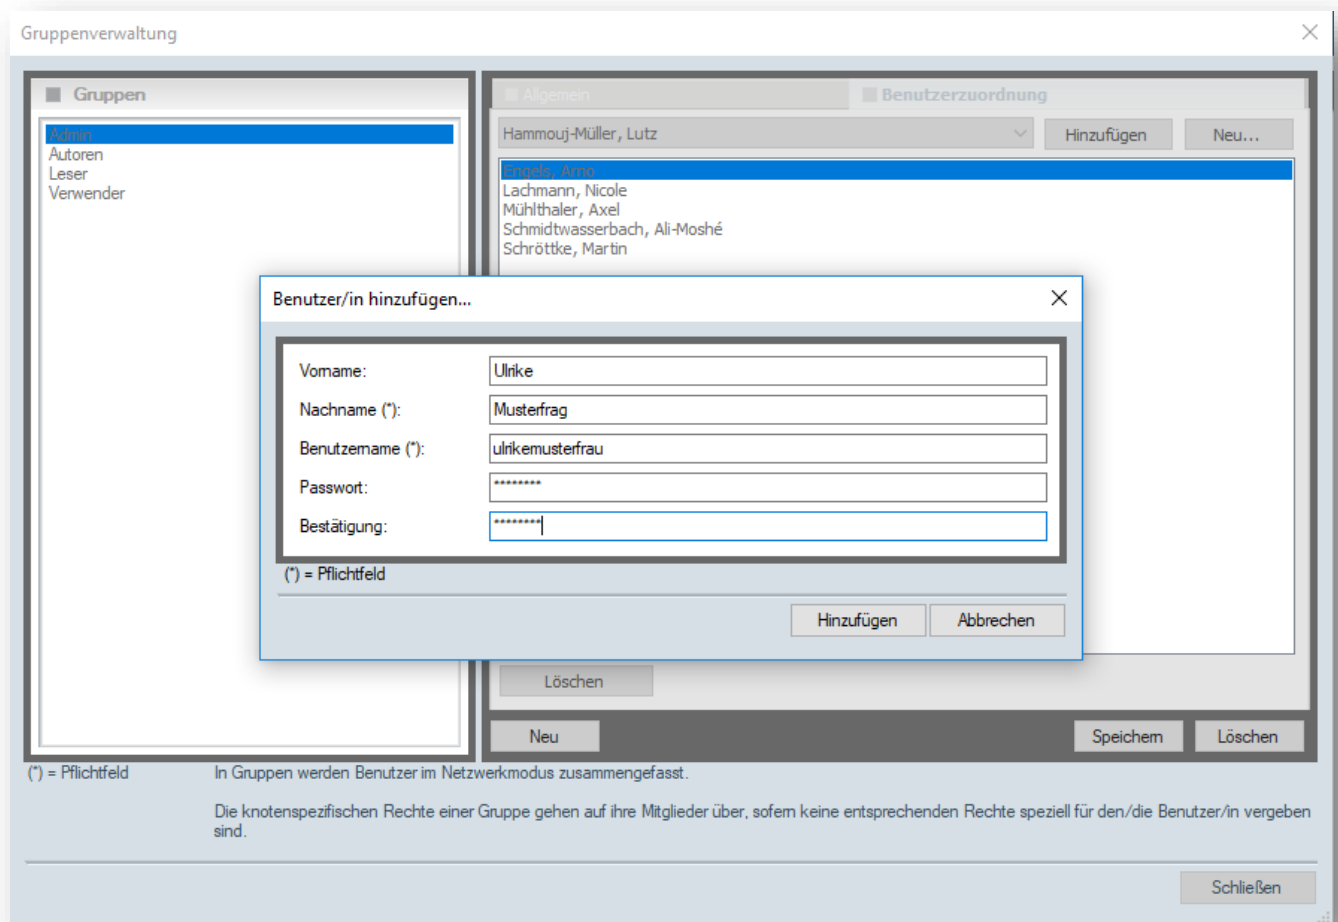 Gruppenverwaltung
Gruppen
Admin
Autoren
Leser
Verwender
Allgemein
Benutzerzuordnung
Hammouj-Müller, Lutz
Hinzufügen
Neu...
Engels, Arno
Lachmann, Nicole
Mühlthaler, Axel
Schmidtwasserbach, Ali-Moshé
Schröttke, Martin
Benutzer/in hinzufügen...
Vorname: Ulrike
Nachname (*): Musterfrag
Benutzername (*): ulrikemusterfrau
Passwort: ********
Bestätigung: ********
(*) = Pflichtfeld
Hinzufügen
Abbrechen
Löschen
Neu
Speichern
Löschen
(*) = Pflichtfeld
In Gruppen werden Benutzer im Netzwerkmodus zusammengefasst.
Die knotenspezifischen Rechte einer Gruppe gehen auf ihre Mitglieder über, sofern keine entsprechenden Rechte speziell für den/die Benutzer/in vergeben
sind.
Schließen